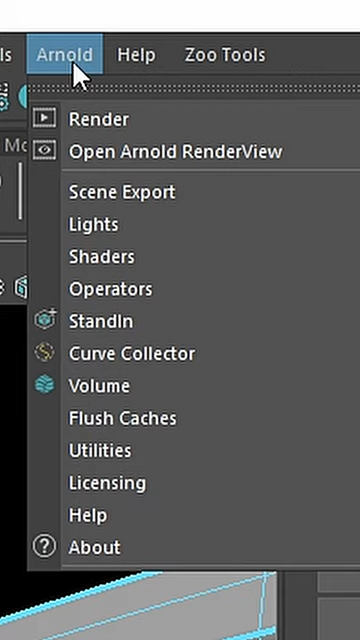 ls Arnold Help Zoo Tools
Mo
Render
Open Arnold RenderView
Scene Export
Lights
Shaders
Operators
StandIn
Curve Collector
Volume
Flush Caches
Utilities
Licensing
Help
About